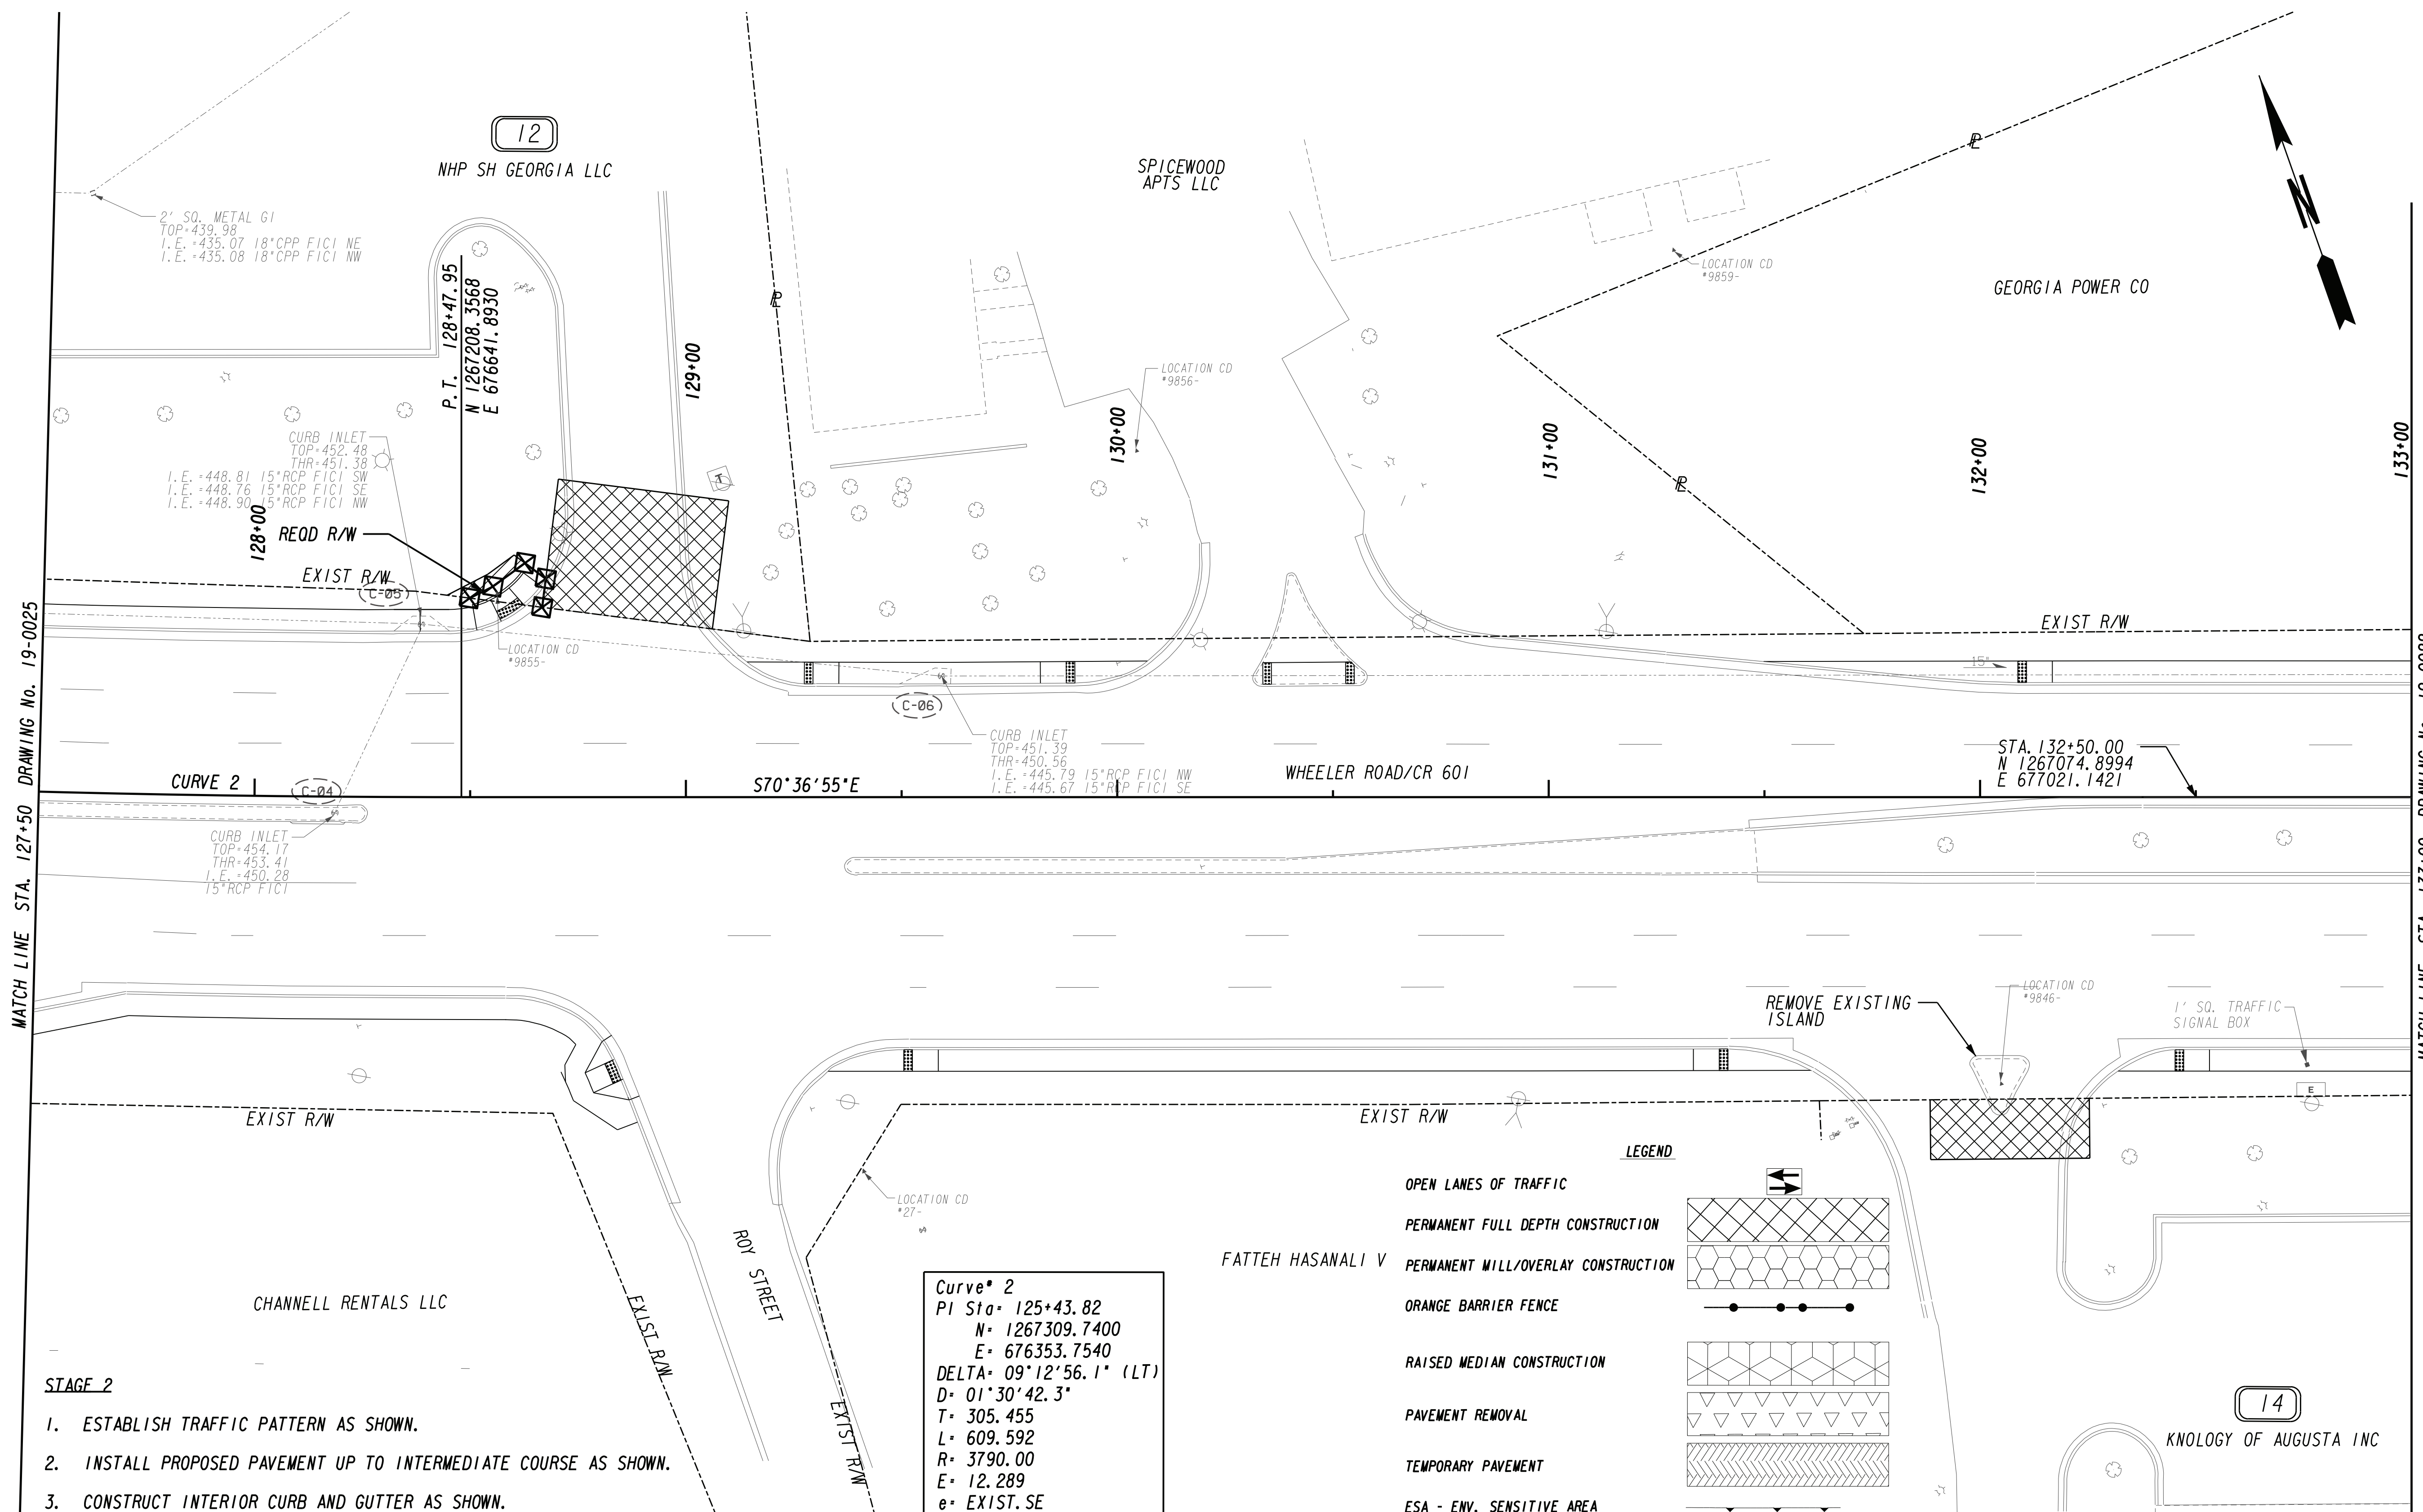 12
NHP SH GEORGIA LLC
SPICEWOOD
APTS LLC
GEORGIA POWER CO
2' SQ. METAL GI
TOP=439.98
I.E.=435.07 18"CPP FICI NE
I.E.=435.08 18"CPP FICI NW
P.T. 128+47.95
N 1267208.3568
E 676641.8930
LOCATION CD
#9859-
LOCATION CD
#9856-
128+00
129+00
130+00
131+00
132+00
133+00
CURB INLET
TOP=452.48
THR=451.38
I.E.=448.81 15"RCP FICI SW
I.E.=448.76 15"RCP FICI SE
I.E.=448.90 15"RCP FICI NW
REQD R/W
EXIST R/W
C-05
T
LOCATION CD
#9855-
EXIST R/W
15"
C-06
CURB INLET
TOP=451.39
THR=450.56
I.E.=445.79 15"RCP FICI NW
I.E.=445.67 15"RCP FICI SE
MATCH LINE STA. 127+50 DRAWING No. 19-0025
CURVE 2
C-04
S70°36'55"E
WHEELER ROAD/CR 601
STA. 132+50.00
N 1267074.8994
E 677021.1421
CURB INLET
TOP=454.17
THR=453.41
I.E.=450.28
15"RCP FICI
REMOVE EXISTING
ISLAND
LOCATION CD
#9846-
1' SQ. TRAFFIC
SIGNAL BOX
E
EXIST R/W
EXIST R/W
LOCATION CD
#27-
ROY STREET
EXIST R/W
EXIST R/W
CHANNELL RENTALS LLC
FATTEH HASANALI V
14
KNOLOGY OF AUGUSTA INC
LEGEND
OPEN LANES OF TRAFFIC
PERMANENT FULL DEPTH CONSTRUCTION
PERMANENT MILL/OVERLAY CONSTRUCTION
ORANGE BARRIER FENCE
RAISED MEDIAN CONSTRUCTION
PAVEMENT REMOVAL
TEMPORARY PAVEMENT
ESA - ENV. SENSITIVE AREA
Curve# 2
PI Sta= 125+43.82
N= 1267309.7400
E= 676353.7540
DELTA= 09°12'56.1" (LT)
D= 01°30'42.3"
T= 305.455
L= 609.592
R= 3790.00
E= 12.289
e= EXIST. SE
STAGE 2
1. ESTABLISH TRAFFIC PATTERN AS SHOWN.
2. INSTALL PROPOSED PAVEMENT UP TO INTERMEDIATE COURSE AS SHOWN.
3. CONSTRUCT INTERIOR CURB AND GUTTER AS SHOWN.